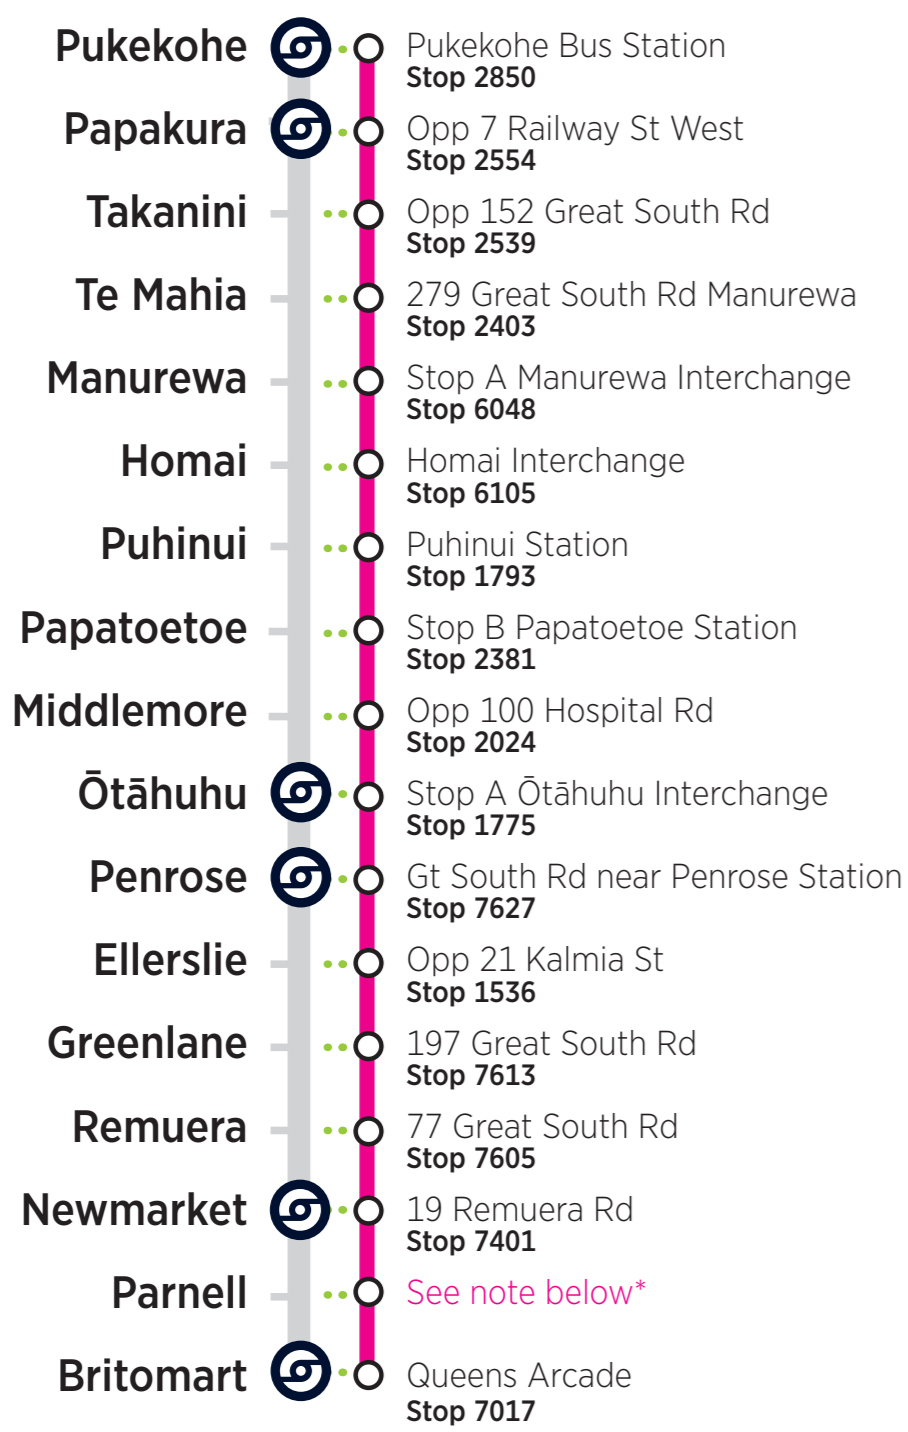 Pukekohe
Pukekohe Bus Station
Stop 2850
Papakura
Opp 7 Railway St West
Stop 2554
Takanini
Opp 152 Great South Rd
Stop 2539
Te Mahia
279 Great South Rd Manurewa
Stop 2403
Manurewa
Stop A Manurewa Interchange
Stop 6048
Homai
Homai Interchange
Stop 6105
Puhinui
Puhinui Station
Stop 1793
Papatoetoe
Stop B Papatoetoe Station
Stop 2381
Middlemore
Opp 100 Hospital Rd
Stop 2024
Ōtāhuhu
Stop A Ōtāhuhu Interchange
Stop 1775
Penrose
Gt South Rd near Penrose Station
Stop 7627
Ellerslie
Opp 21 Kalmia St
Stop 1536
Greenlane
197 Great South Rd
Stop 7613
Remuera
77 Great South Rd
Stop 7605
Newmarket
19 Remuera Rd
Stop 7401
Parnell
See note below*
Britomart
Queens Arcade
Stop 7017